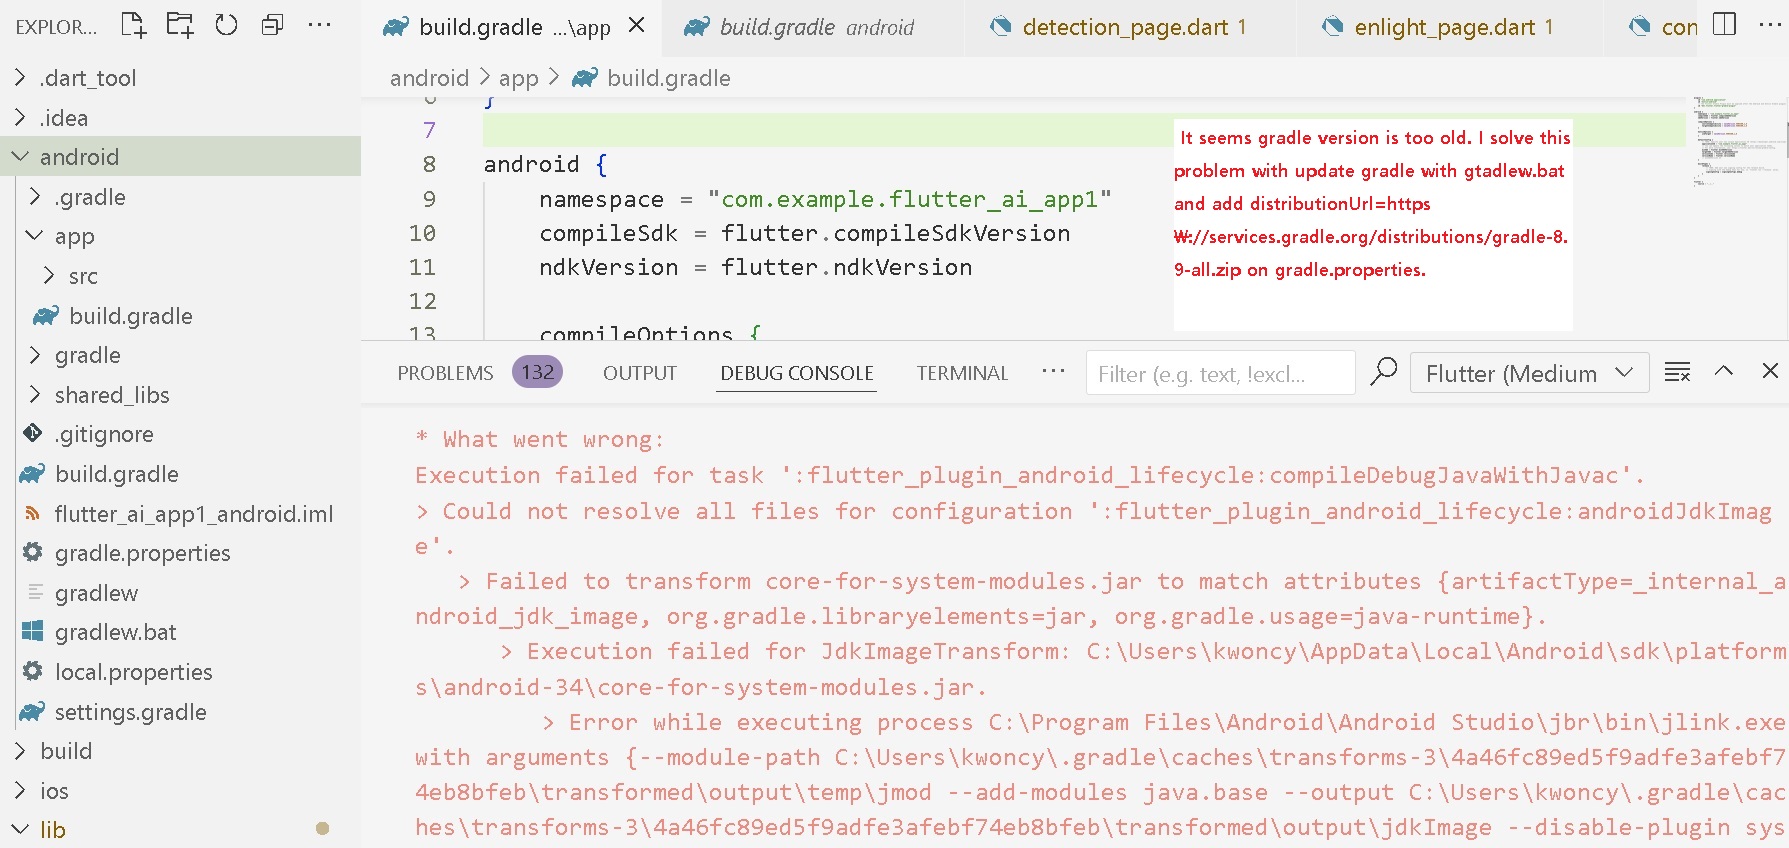 EXPLOR...
build.gradle ...\app
build.gradle android
detection_page.dart 1
enlight_page.dart 1
con
android > app > build.gradle
.dart_tool
.idea
android
.gradle
app
src
build.gradle
gradle
shared_libs
.gitignore
build.gradle
flutter_ai_app1_android.iml
gradle.properties
gradlew
gradlew.bat
local.properties
settings.gradle
build
ios
lib
6 }
7
8 android {
9 namespace = "com.example.flutter_ai_app1"
10 compileSdk = flutter.compileSdkVersion
11 ndkVersion = flutter.ndkVersion
12
13 compileOptions {
It seems gradle version is too old. I solve this
problem with update gradle with gtadlew.bat
and add distributionUrl=https
₩://services.gradle.org/distributions/gradle-8.
9-all.zip on gradle.properties.
PROBLEMS 132 OUTPUT DEBUG CONSOLE TERMINAL ... Filter (e.g. text, !excl... Flutter (Medium
* What went wrong:
Execution failed for task ':flutter_plugin_android_lifecycle:compileDebugJavaWithJavac'.
> Could not resolve all files for configuration ':flutter_plugin_android_lifecycle:androidJdkImag
e'.
> Failed to transform core-for-system-modules.jar to match attributes {artifactType=_internal_a
ndroid_jdk_image, org.gradle.libraryelements=jar, org.gradle.usage=java-runtime}.
> Execution failed for JdkImageTransform: C:\Users\kwoncy\AppData\Local\Android\sdk\platform
s\android-34\core-for-system-modules.jar.
> Error while executing process C:\Program Files\Android\Android Studio\jbr\bin\jlink.exe
with arguments {--module-path C:\Users\kwoncy\.gradle\caches\transforms-3\4a46fc89ed5f9adfe3afebf7
4eb8bfeb\transformed\output\temp\jmod --add-modules java.base --output C:\Users\kwoncy\.gradle\cac
hes\transforms-3\4a46fc89ed5f9adfe3afebf74eb8bfeb\transformed\output\jdkImage --disable-plugin sys